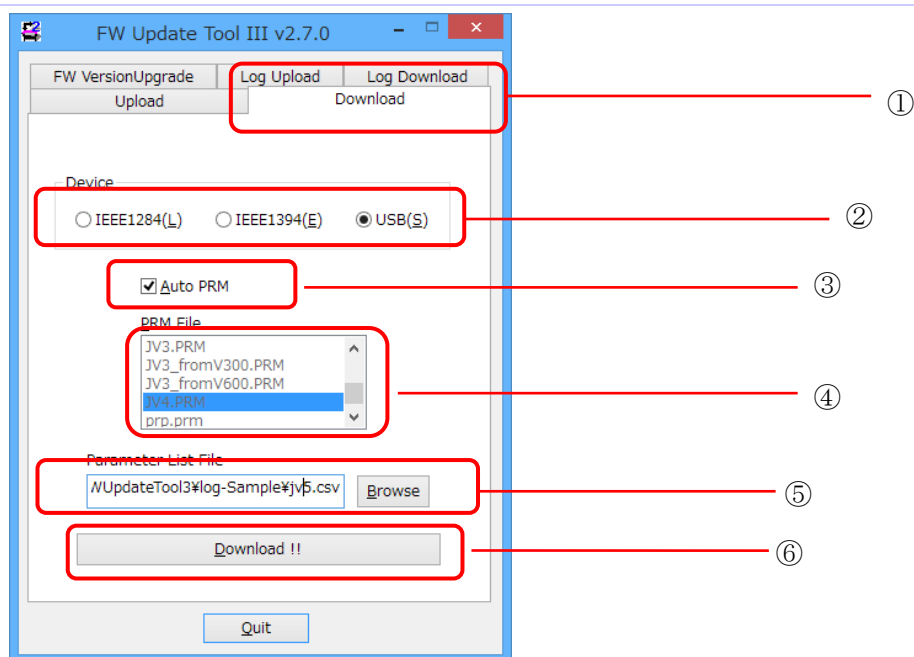 FW Update Tool III v2.7.0
FW VersionUpgrade Log Upload Log Download
Upload Download
①
Device
IEEE1284(L) IEEE1394(E) USB(S)
②
Auto PRM
③
PRM File
JV3.PRM
JV3_fromV300.PRM
JV3_fromV600.PRM
JV4.PRM
prp.prm
④
Parameter List File
WUpdateTool3¥log-Sample¥jv5.csv Browse
⑤
Download !!
⑥
Quit